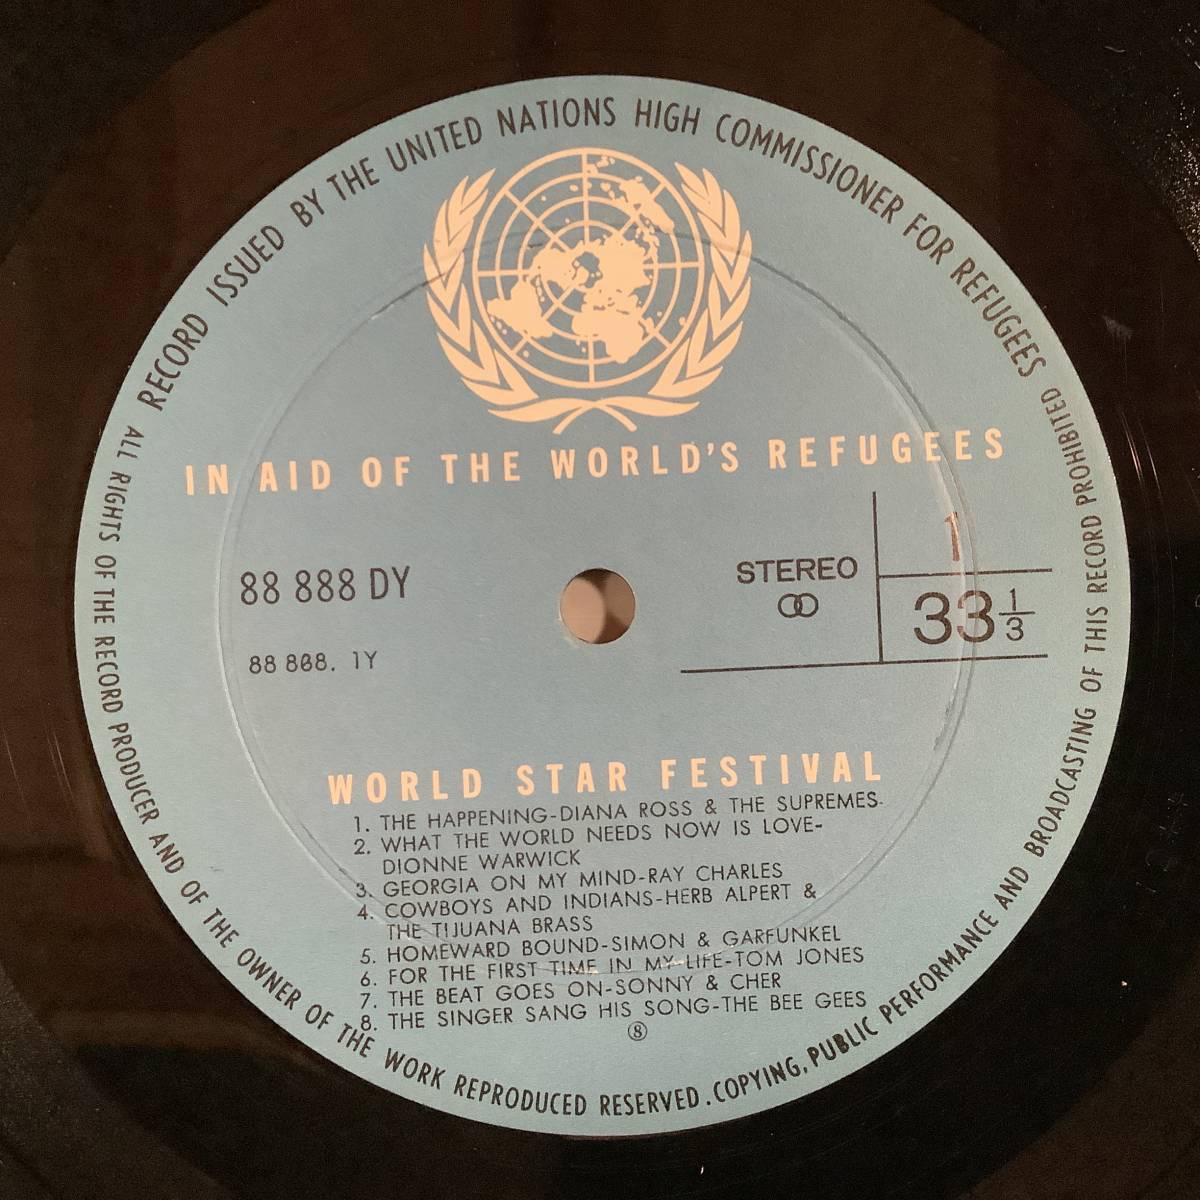 RECORD ISSUED BY THE UNITED NATIONS HIGH COMMISSIONER FOR REFUGEES
IN AID OF THE WORLD'S REFUGEES
88 888 DY
88 888. 1Y
STEREO
1
33 1/3
WORLD STAR FESTIVAL
1. THE HAPPENING-DIANA ROSS & THE SUPREMES-
2. WHAT THE WORLD NEEDS NOW IS LOVE-
DIONNE WARWICK
3. GEORGIA ON MY MIND-RAY CHARLES
4. COWBOYS AND INDIANS-HERB ALPERT &
THE TIJUANA BRASS
5. HOMEWARD BOUND-SIMON & GARFUNKEL
6. FOR THE FIRST TIME IN MY LIFE-TOM JONES
7. THE BEAT GOES ON-SONNY & CHER
8. THE SINGER SANG HIS SONG-THE BEE GEES
⑧
ALL RIGHTS OF THE RECORD PRODUCER AND OF THE OWNER OF THE WORK REPRODUCED RESERVED. COPYING, PUBLIC PERFORMANCE AND BROADCASTING OF THIS RECORD PROHIBITED